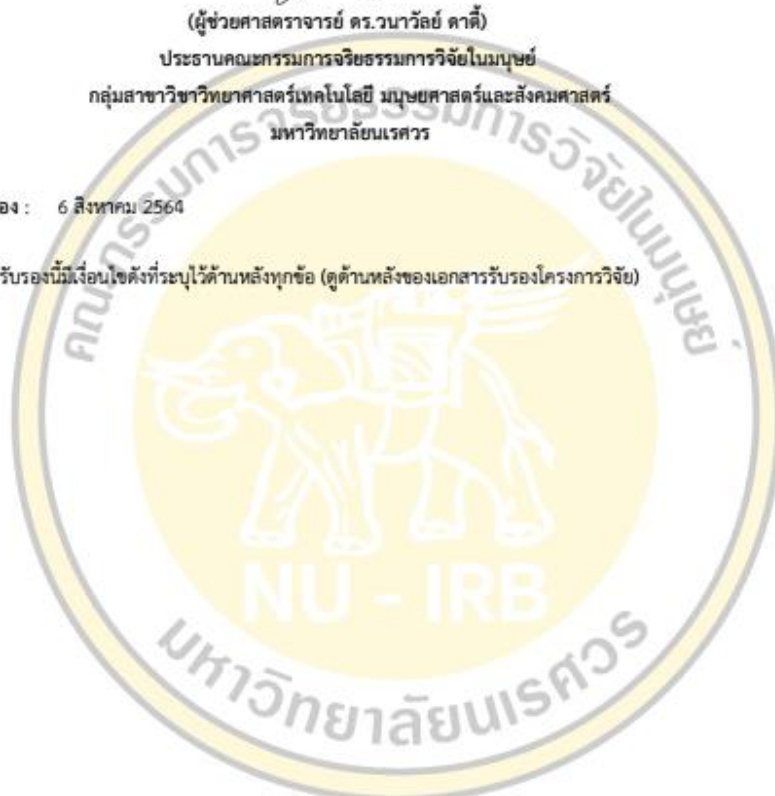 (ผู้ช่วยศาสตราจารย์ ดร.วนาวัลย์ ดาตี้)
ประธานคณะกรรมการจริยธรรมการวิจัยในมนุษย์
กลุ่มสาขาวิชาวิทยาศาสตร์เทคโนโลยี มนุษยศาสตร์และสังคมศาสตร์
มหาวิทยาลัยนเรศวร
อง : 6 สิงหาคม 2564
รับรองนี้มีเงื่อนไขดังที่ระบุไว้ด้านหลังทุกข้อ (ดูด้านหลังของเอกสารรับรองโครงการวิจัย)
คณะกรรมการจริยธรรมการวิจัยในมนุษย์
NU - IRB
มหาวิทยาลัยนเรศวร